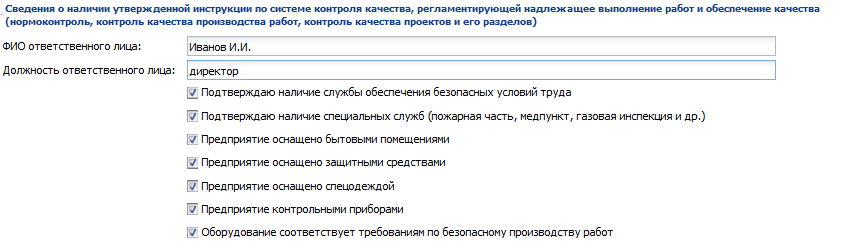 Сведения о наличии утвержденной инструкции по системе контроля качества, регламентирующей надлежащее выполнение работ и обеспечение качества
(нормоконтроль, контроль качества производства работ, контроль качества проектов и его разделов)
ФИО ответственного лица: Иванов И.И.
Должность ответственного лица: директор
Подтверждаю наличие службы обеспечения безопасных условий труда
Подтверждаю наличие специальных служб (пожарная часть, медпункт, газовая инспекция и др.)
Предприятие оснащено бытовыми помещениями
Предприятие оснащено защитными средствами
Предприятие оснащено спецодеждой
Предприятие контрольными приборами
Оборудование соответствует требованиям по безопасному производству работ